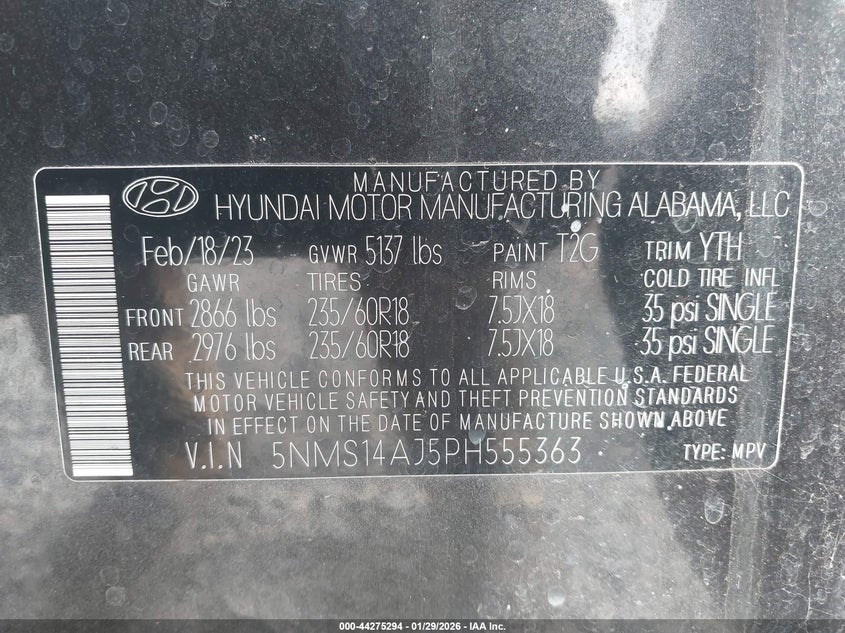 MANUFACTURED BY
HYUNDAI MOTOR MANUFACTURING ALABAMA, LLC
Feb/18/23 GVWR 5137 lbs PAINT T2G TRIM YTH
GAWR TIRES RIMS COLD TIRE INFL
FRONT 2866 lbs 235/60R18 7.5JX18 35 psi SINGLE
REAR 2976 lbs 235/60R18 7.5JX18 35 psi SINGLE
THIS VEHICLE CONFORMS TO ALL APPLICABLE U.S.A. FEDERAL
MOTOR VEHICLE SAFETY AND THEFT PREVENTION STANDARDS
IN EFFECT ON THE DATE OF MANUFACTURE SHOWN ABOVE
V.I.N 5NMS14AJ5PH555363 TYPE: MPV
000-44275294 - 01/29/2026 - IAA Inc.